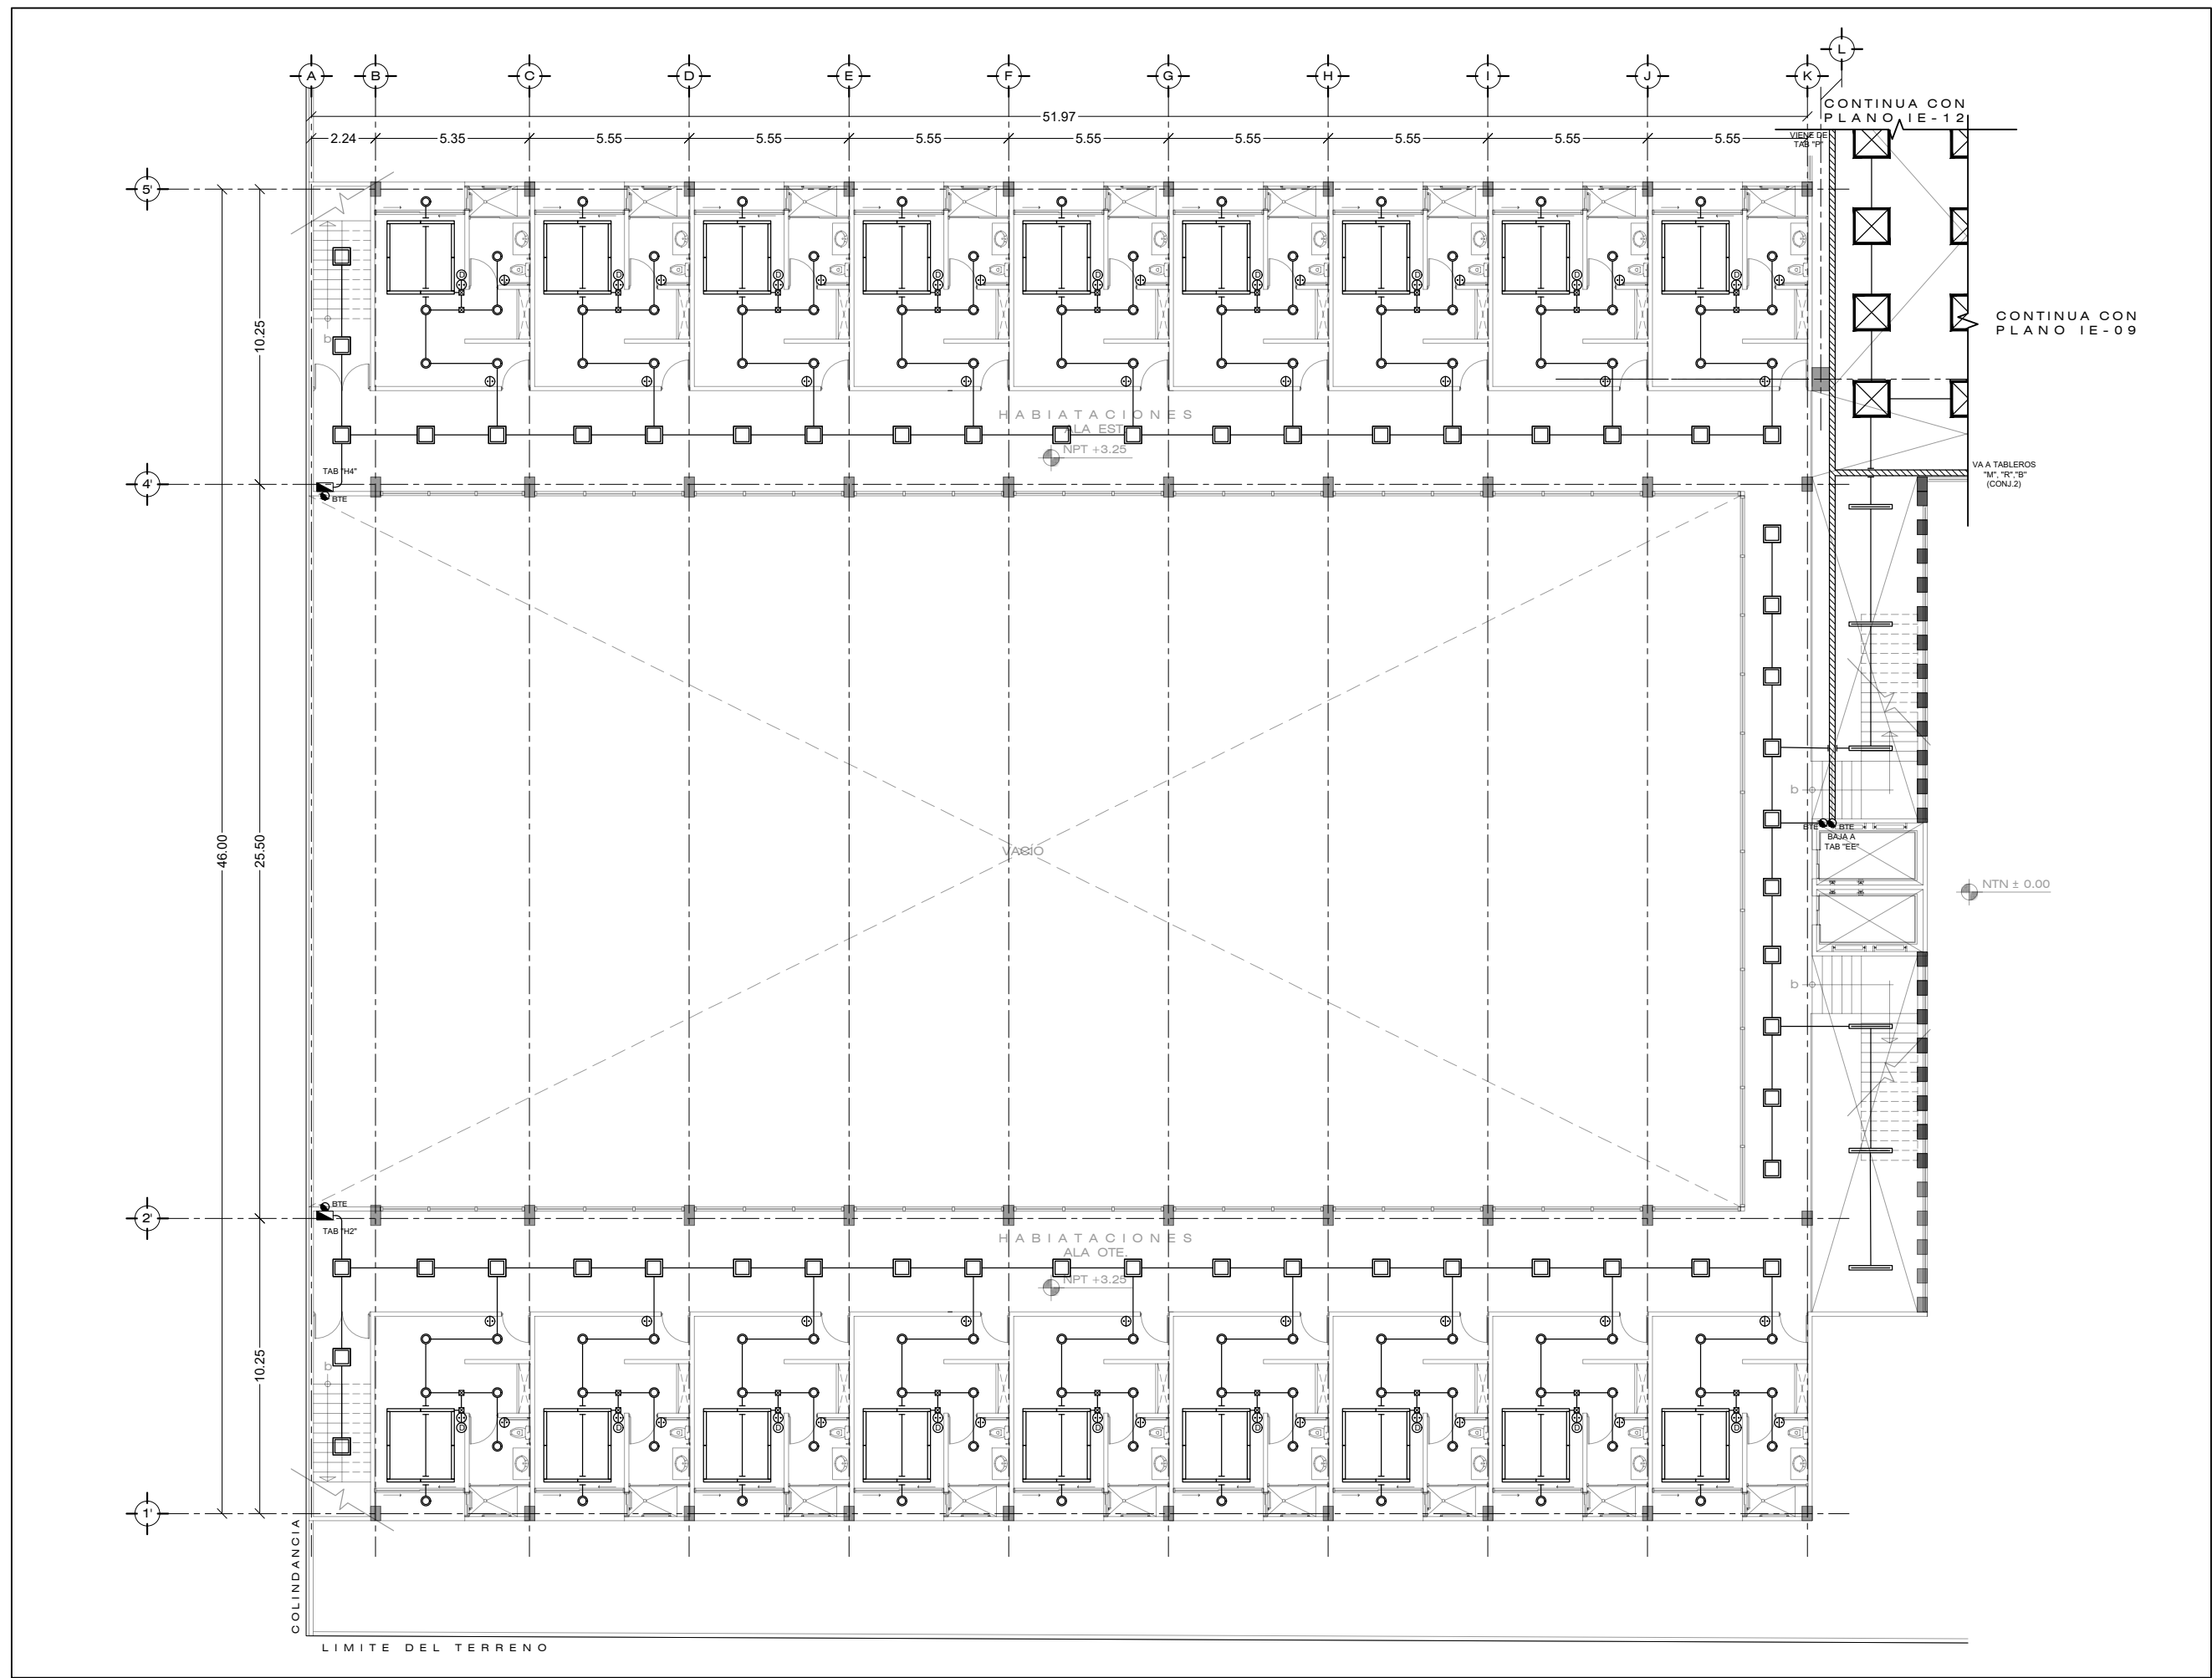 L
A B C D E F G H I J K
CONTINUA CON
PLANO IE-12
51.97
2.24 5.35 5.55 5.55 5.55 5.55 5.55 5.55 5.55 5.55
VIENE DE
TAB "P"
5'
CONTINUA CON
PLANO IE-09
10.25
b
HABIATACIONES
ALA EST.
NPT +3.25
TAB "H4"
4'
BTE
VA A TABLEROS
"M", "R", "B"
(CONJ.2)
b
BTE BTE
BAJA A
TAB "EE"
46.00
25.50
VACÍO
NTN ± 0.00
b
BTE
2'
TAB "H2"
HABIATACIONES
ALA OTE.
NPT +3.25
10.25
b
1'
COLINDANCIA
LIMITE DEL TERRENO